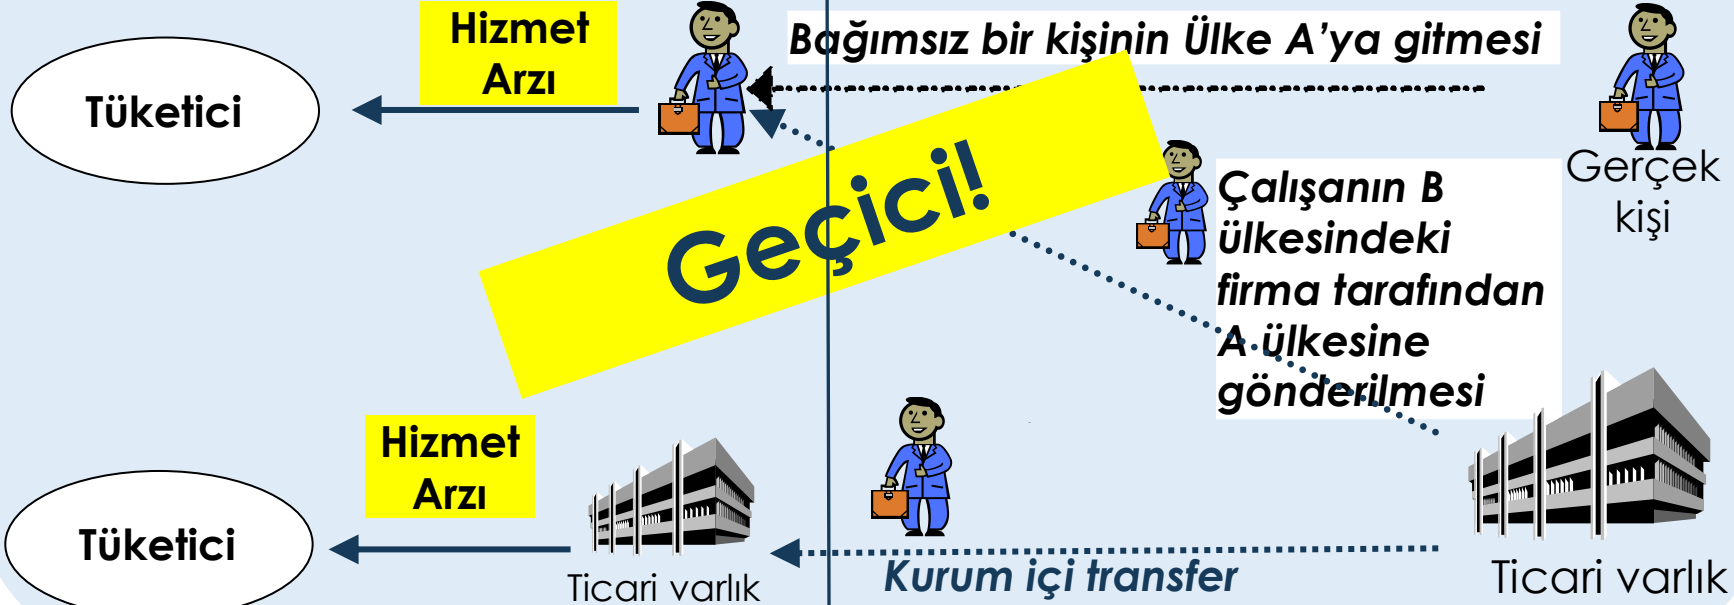 Hizmet
Arzı
Bağımsız bir kişinin Ülke A’ya gitmesi
Tüketici
Gerçek
kişi
Geçici!
Çalışanın B
ülkesindeki
firma tarafından
A ülkesine
gönderilmesi
Hizmet
Arzı
Tüketici
Ticari varlık
Kurum içi transfer
Ticari varlık